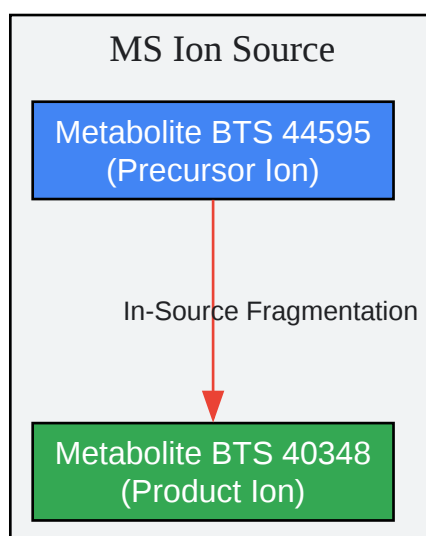 MS Ion Source
Metabolite BTS 44595
(Precursor Ion)
In-Source Fragmentation
Metabolite BTS 40348
(Product Ion)